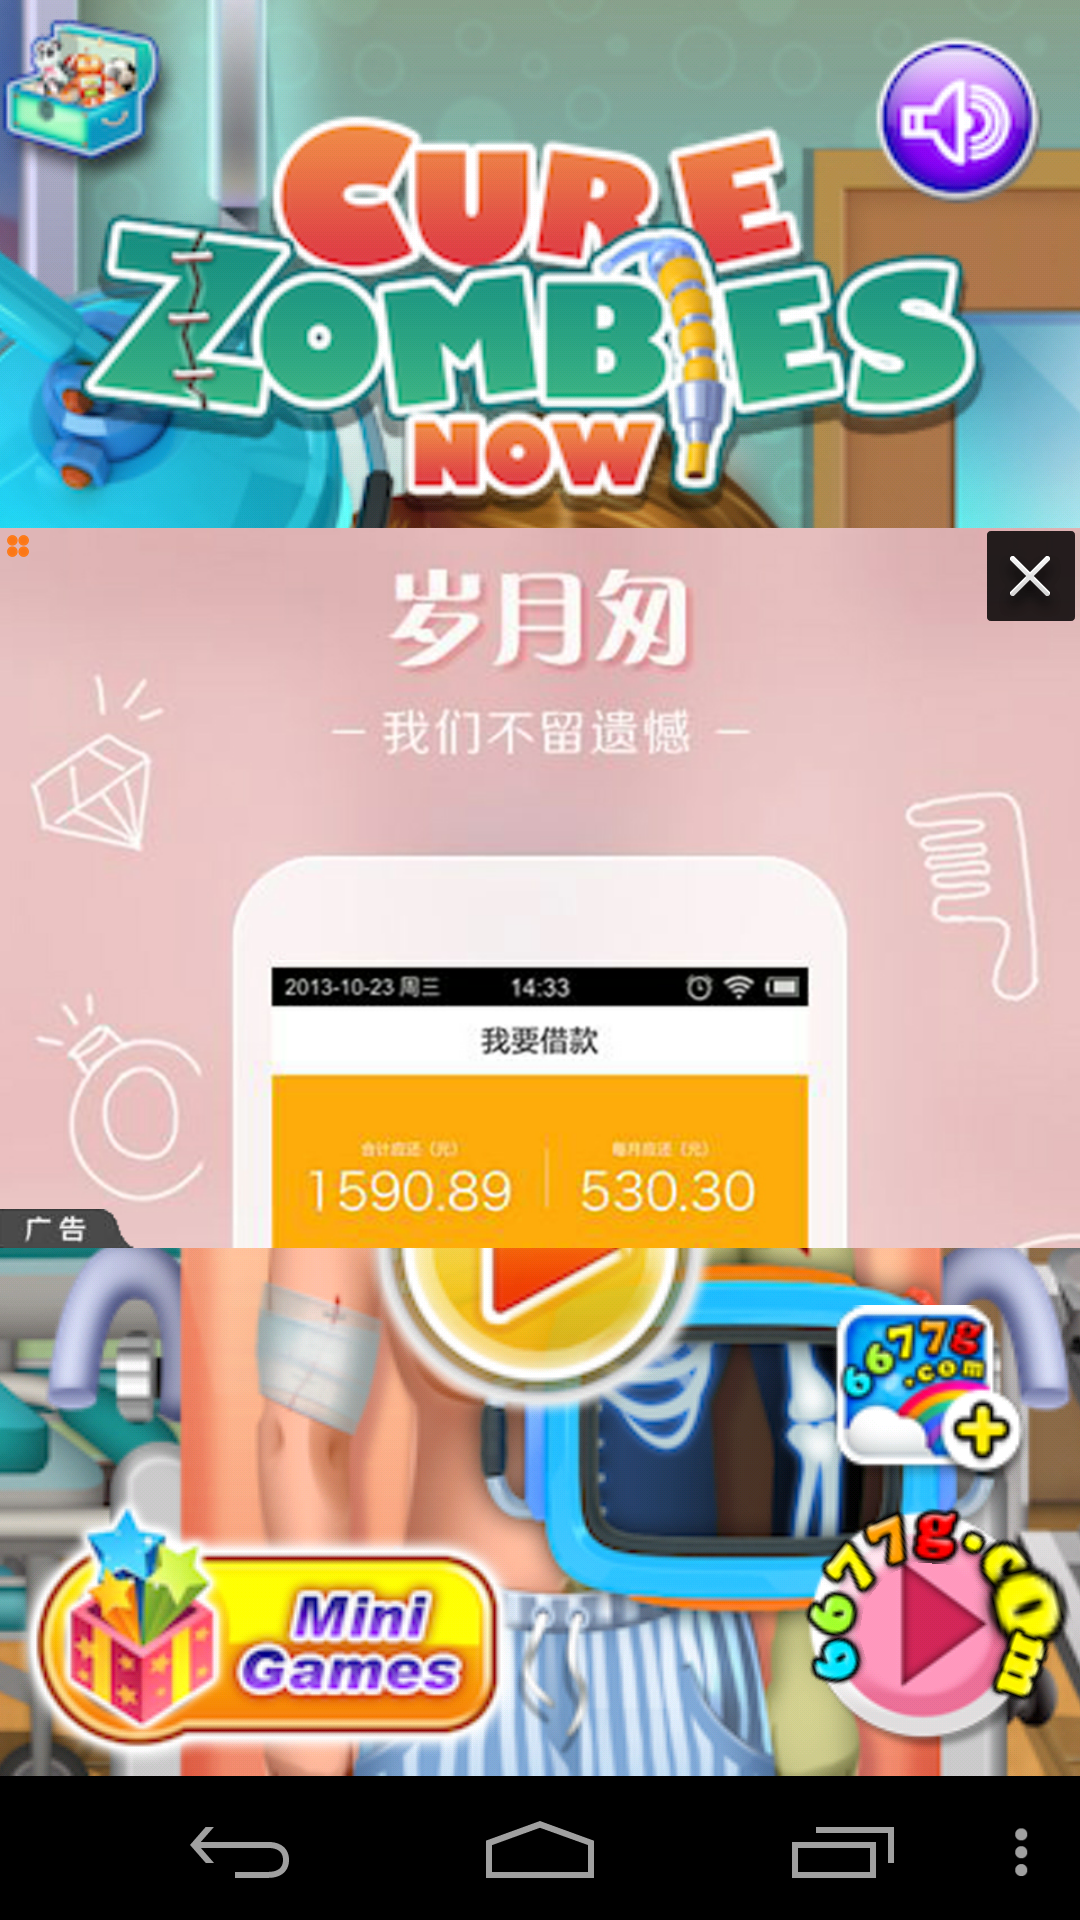 CURE
ZOMBIES
NOW
岁月匆
— 我们不留遗憾 —
2013-10-23 周三 14:33
我要借款
合计应还（元） 每月应还（元）
1590.89 530.30
广告
6677g
.com
Mini
Games
6677g.com